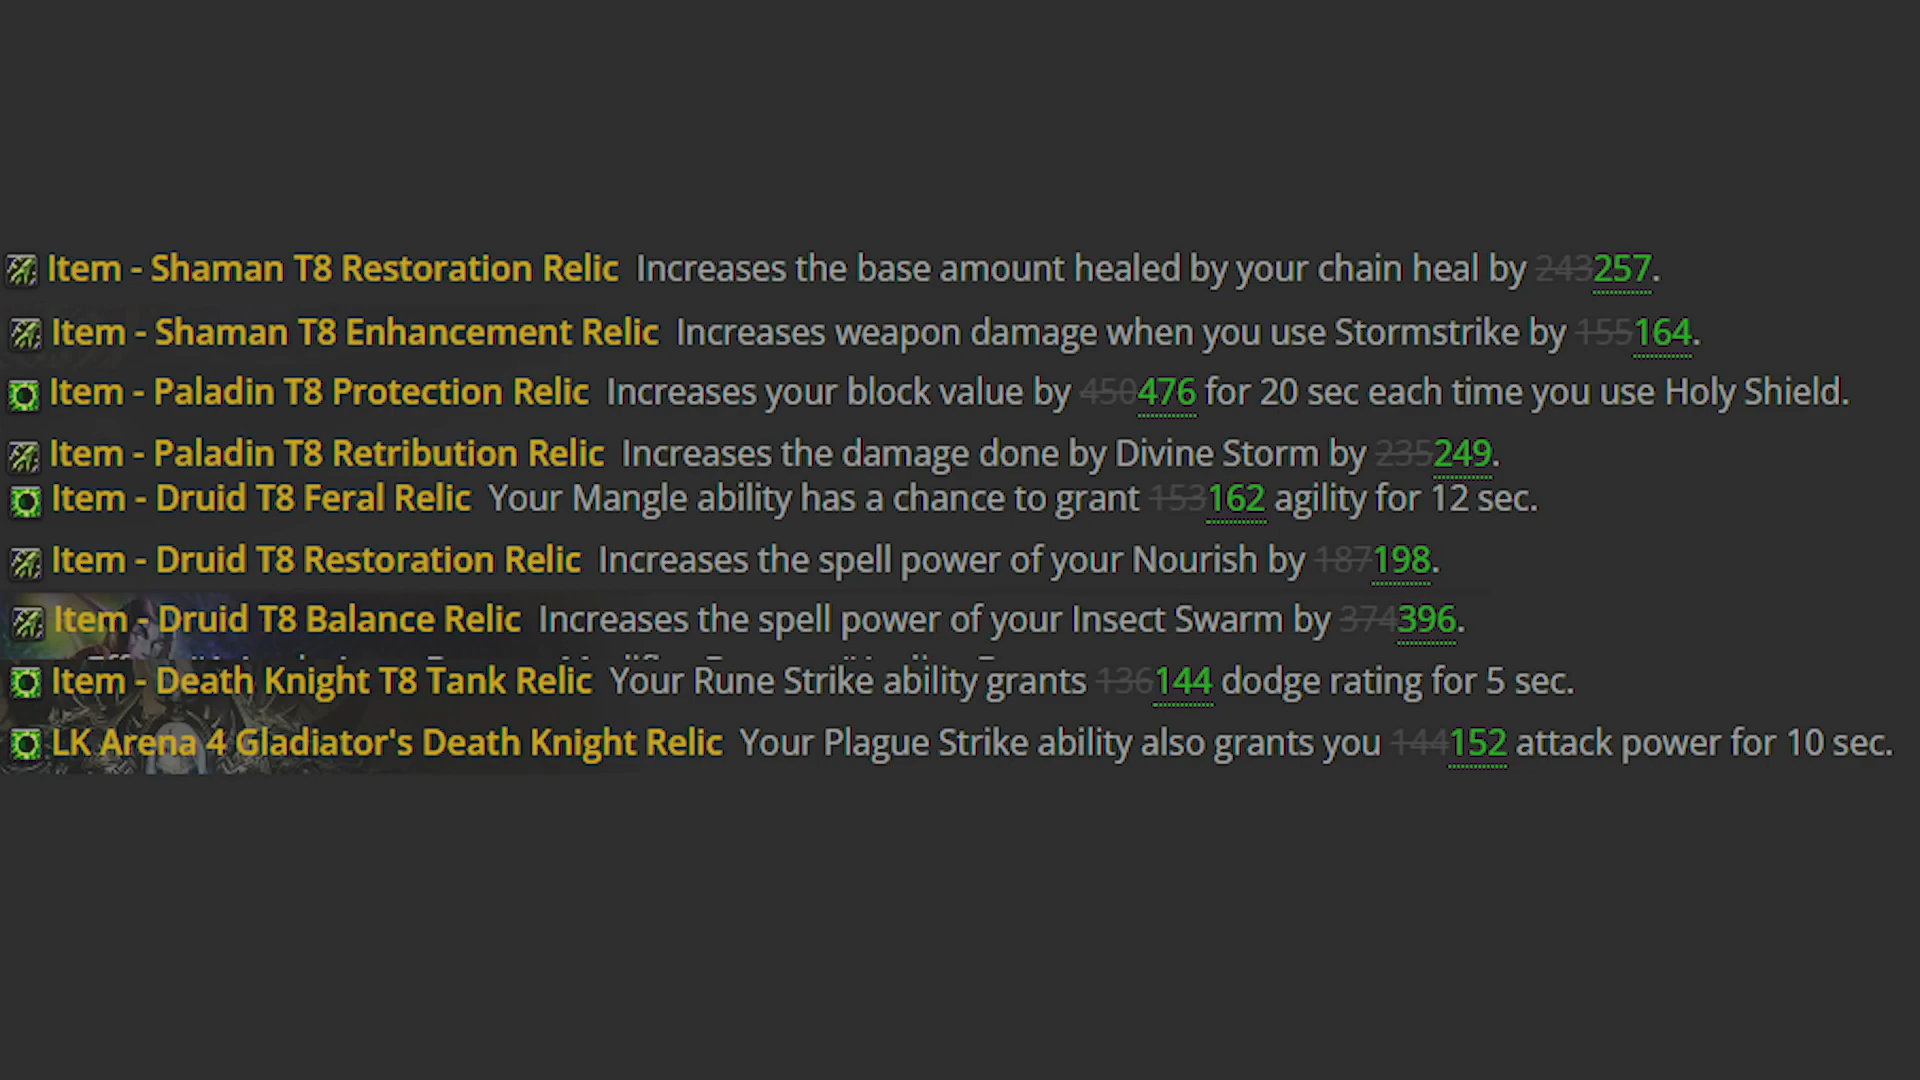 Item - Shaman T8 Restoration Relic Increases the base amount healed by your chain heal by 243257.
Item - Shaman T8 Enhancement Relic Increases weapon damage when you use Stormstrike by 155164.
Item - Paladin T8 Protection Relic Increases your block value by 450476 for 20 sec each time you use Holy Shield.
Item - Paladin T8 Retribution Relic Increases the damage done by Divine Storm by 235249.
Item - Druid T8 Feral Relic Your Mangle ability has a chance to grant 153162 agility for 12 sec.
Item - Druid T8 Restoration Relic Increases the spell power of your Nourish by 187198.
Item - Druid T8 Balance Relic Increases the spell power of your Insect Swarm by 374396.
Item - Death Knight T8 Tank Relic Your Rune Strike ability grants 136144 dodge rating for 5 sec.
LK Arena 4 Gladiator's Death Knight Relic Your Plague Strike ability also grants you 144152 attack power for 10 sec.